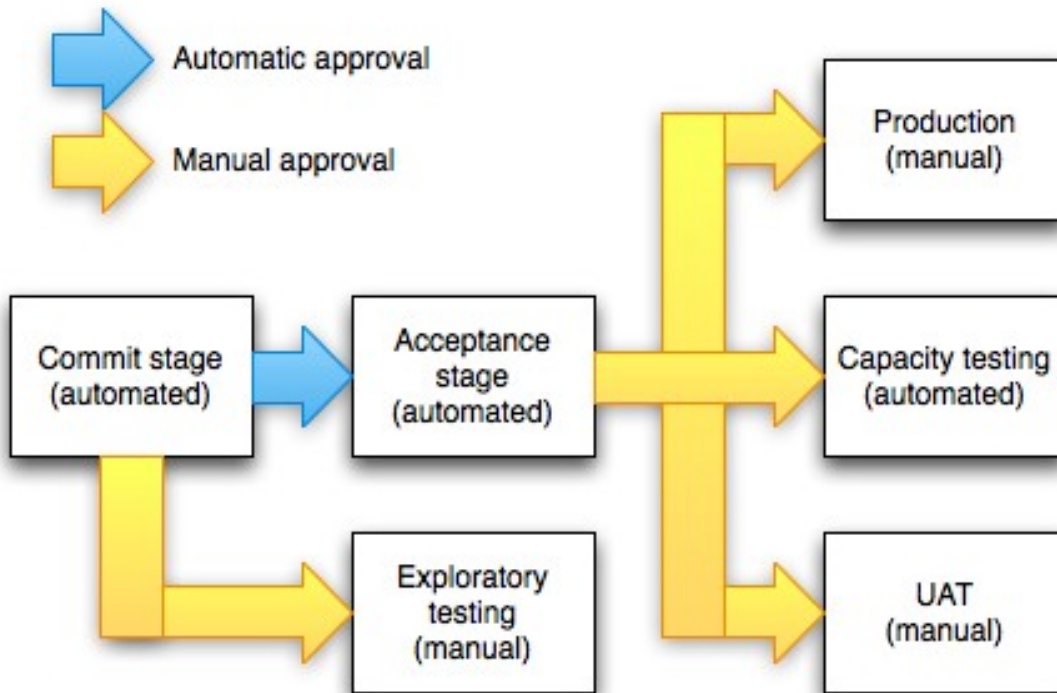 Automatic approval
Manual approval
Production
(manual)
Commit stage
(automated)
Acceptance
stage
(automated)
Capacity testing
(automated)
Exploratory
testing
(manual)
UAT
(manual)